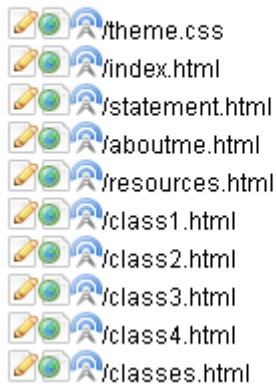 /theme.css
/index.html
/statement.html
/aboutme.html
/resources.html
/class1.html
/class2.html
/class3.html
/class4.html
/classes.html